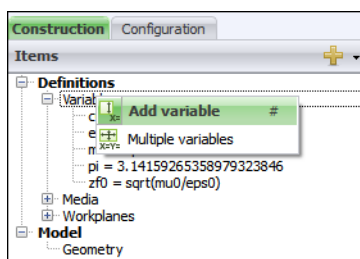 Construction Configuration
Items
Definitions
Add variable #
Multiple variables
pi = 3.14159265358979323846
zf0 = sqrt(mu0/eps0)
Media
Workplanes
Model
Geometry